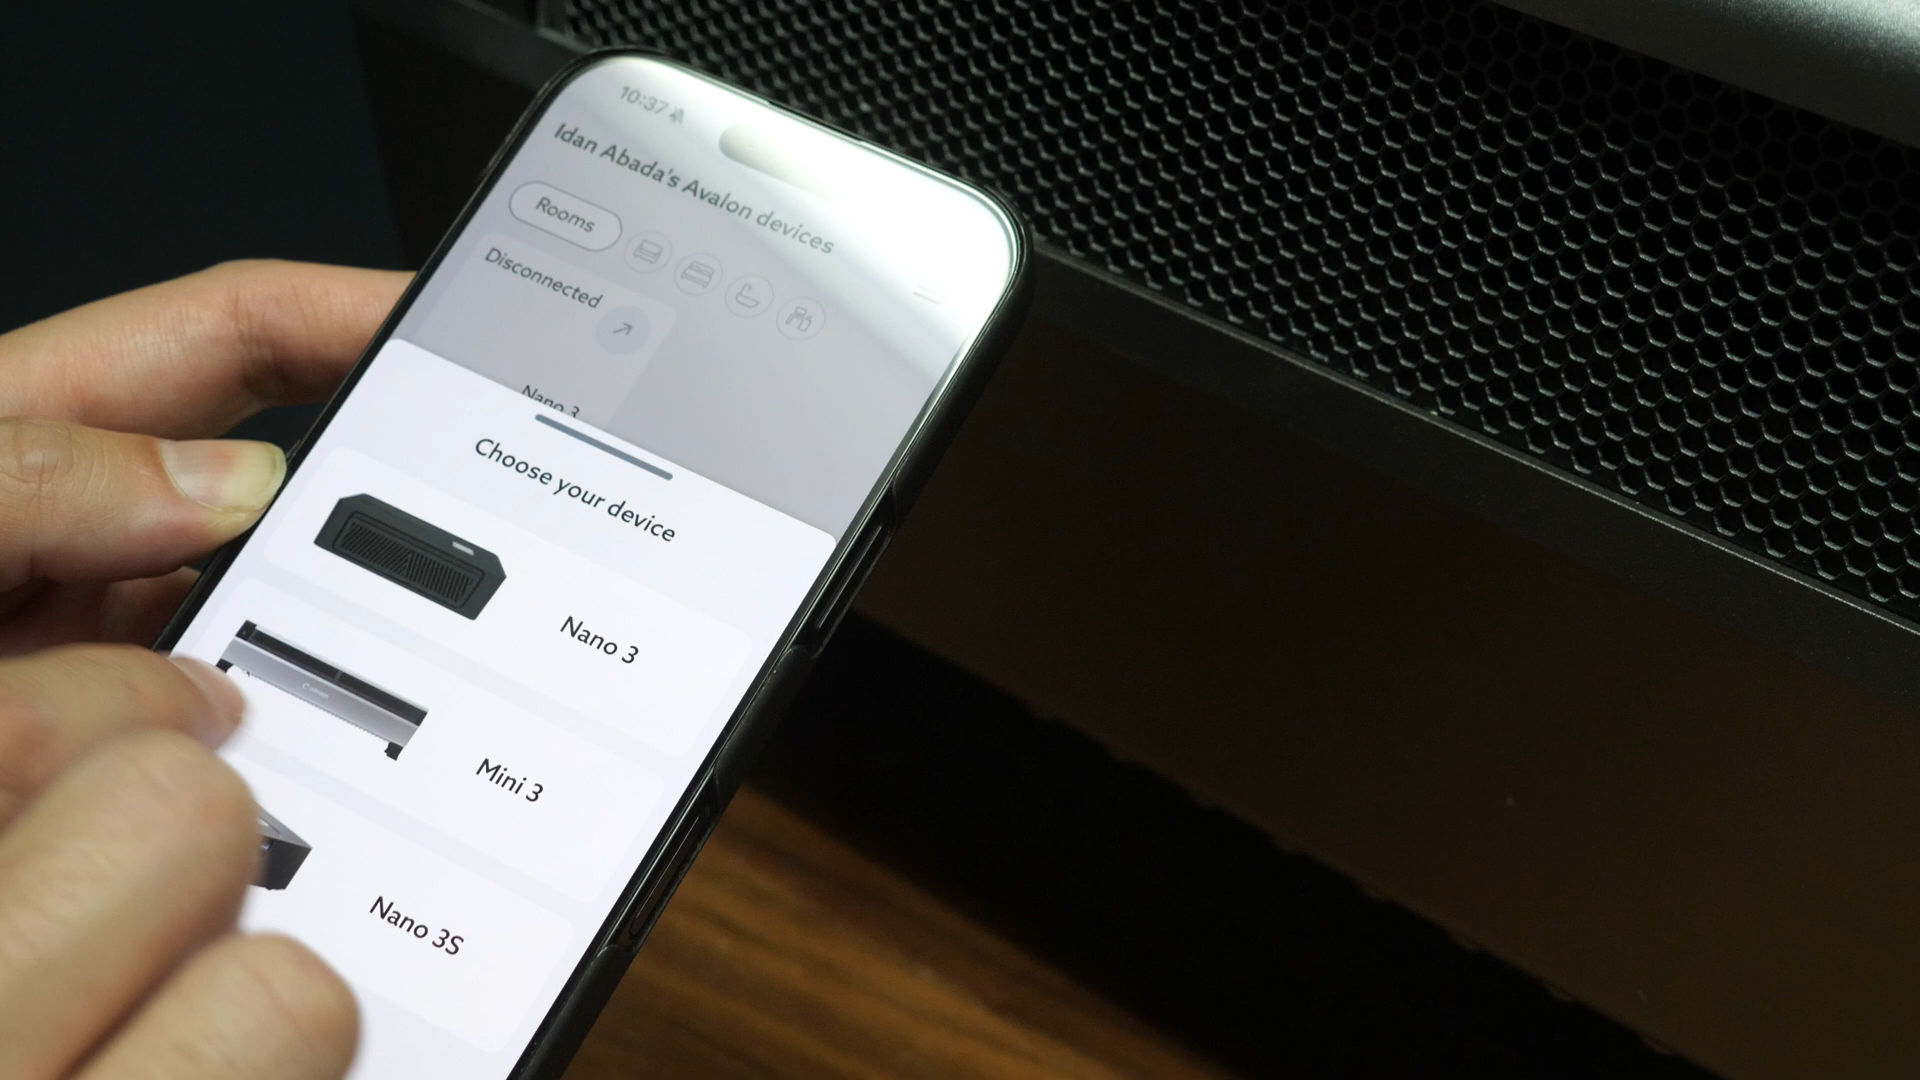 10:37
Idan Abada's Avalon devices
Rooms
Disconnected
Nano 3
Choose your device
Nano 3
Mini 3
Nano 3S